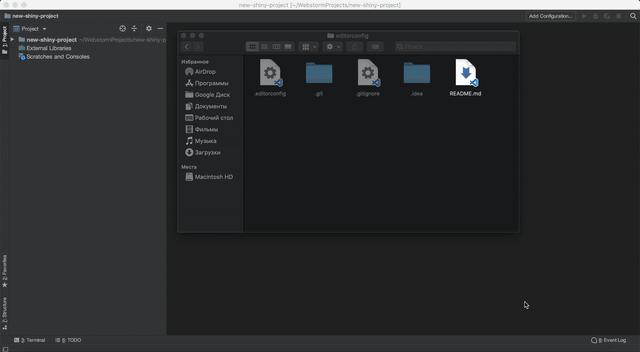 new-shiny-project [~/WebstormProjects/new-shiny-project]
new-shiny-project
Add Configuration...
1: Project
Project
new-shiny-project ~/WebstormProjects/new-shiny-p
External Libraries
Scratches and Consoles
editorconfig
Поиск
Избранное
AirDrop
Программы
Google Диск
Документы
Рабочий стол
Фильмы
Музыка
Загрузки
Места
Macintosh HD
.editorconfig
.git
.gitignore
.idea
README.md
2: Favorites
7: Structure
Terminal
6: TODO
Event Log